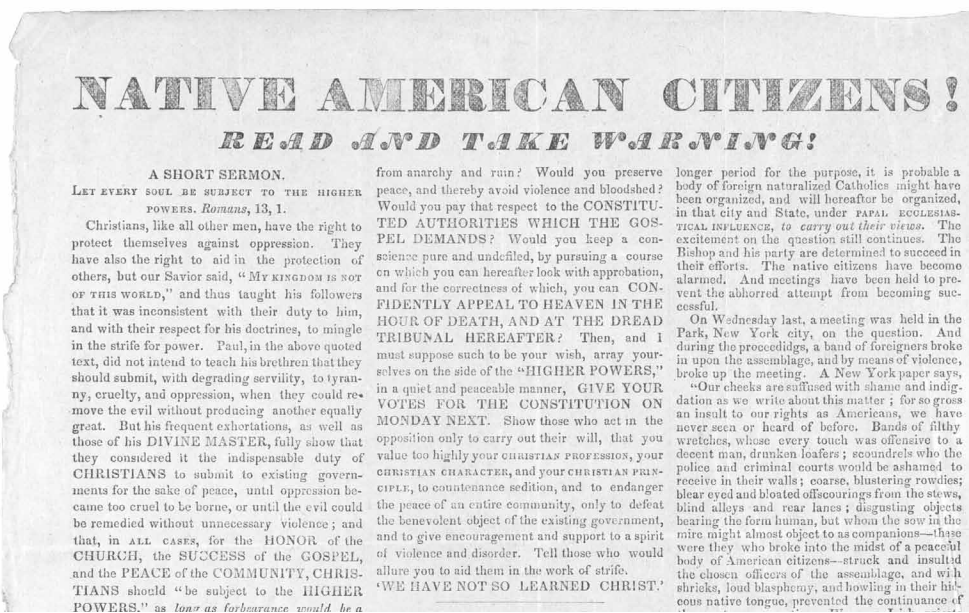 NATIVE AMERICAN CITIZENS!
READ AND TAKE WARNING!
A SHORT SERMON.
LET EVERY SOUL BE SUBJECT TO THE HIGHER
POWERS. Romans, 13, 1.
Christians, like all other men, have the right to
protect themselves against oppression. They
have also the right to aid in the protection of
others, but our Savior said, "MY KINGDOM IS NOT
OF THIS WORLD," and thus taught his followers
that it was inconsistent with their duty to him,
and with their respect for his doctrines, to mingle
in the strife for power. Paul, in the above quoted
text, did not intend to teach his brethren that they
should submit, with degrading servility, to tyran-
ny, cruelty, and oppression, when they could re-
move the evil without producing another equally
great. But his frequent exhortations, as well as
those of his DIVINE MASTER, fully show that
they considered it the indispensable duty of
CHRISTIANS to submit to existing govern-
ments for the sake of peace, until oppression be-
came too cruel to be borne, or until the evil could
be remedied without unnecessary violence; and
that, in ALL CASES, for the HONOR of the
CHURCH, the SUCCESS of the GOSPEL,
and the PEACE of the COMMUNITY, CHRIS-
TIANS should "be subject to the HIGHER
POWERS," as long as forbearance would be a
from anarchy and ruin? Would you preserve
peace, and thereby avoid violence and bloodshed?
Would you pay that respect to the CONSTITU-
TED AUTHORITIES WHICH THE GOS-
PEL DEMANDS? Would you keep a con-
science pure and undefiled, by pursuing a course
on which you can hereafter look with approbation,
and for the correctness of which, you can CON-
FIDENTLY APPEAL TO HEAVEN IN THE
HOUR OF DEATH, AND AT THE DREAD
TRIBUNAL HEREAFTER? Then, and I
must suppose such to be your wish, array your-
selves on the side of the "HIGHER POWERS,"
in a quiet and peaceable manner, GIVE YOUR
VOTES FOR THE CONSTITUTION ON
MONDAY NEXT. Show those who act in the
opposition only to carry out their will, that you
value too highly your CHRISTIAN PROFESSION, your
CHRISTIAN CHARACTER, and your CHRISTIAN PRIN-
CIPLE, to countenance sedition, and to endanger
the peace of an entire community, only to defeat
the benevolent object of the existing government,
and to give encouragement and support to a spirit
of violence and disorder. Tell those who would
allure you to aid them in the work of strife.
'WE HAVE NOT SO LEARNED CHRIST.'
longer period for the purpose, it is probable a
body of foreign naturalized Catholics might have
been organized, and will hereafter be organized,
in that city and State, under PAPAL ECCLESIAS-
TICAL INFLUENCE, to carry out their views. The
excitement on the question still continues. The
Bishop and his party are determined to succeed in
their efforts. The native citizens have become
alarmed. And meetings have been held to pre-
vent the abhorred attempt from becoming suc-
cessful.
On Wednesday last, a meeting was held in the
Park, New York city, on the question. And
during the proceedidgs, a band of foreigners broke
in upon the assemblage, and by means of violence,
broke up the meeting. A New York paper says,
"Our cheeks are suffused with shame and indig-
dation as we write about this matter; for so gross
an insult to our rights as Americans, we have
never seen or heard of before. Bands of filthy
wretches, whose every touch was offensive to a
decent man, drunken loafers; scoundrels who the
police and criminal courts would be ashamed to
receive in their walls; coarse, blustering rowdies;
blear eyed and bloated offscourings from the stews,
blind alleys and rear lanes; disgusting objects
bearing the form human, but whom the sow in the
mire might almost object to as companions—these
were they who broke into the midst of a peaceful
body of American citizens—struck and insulted
the chosen officers of the assemblage, and with
shrieks, loud blasphemy, and howling in their hid-
eous native tongue, prevented the continuance of